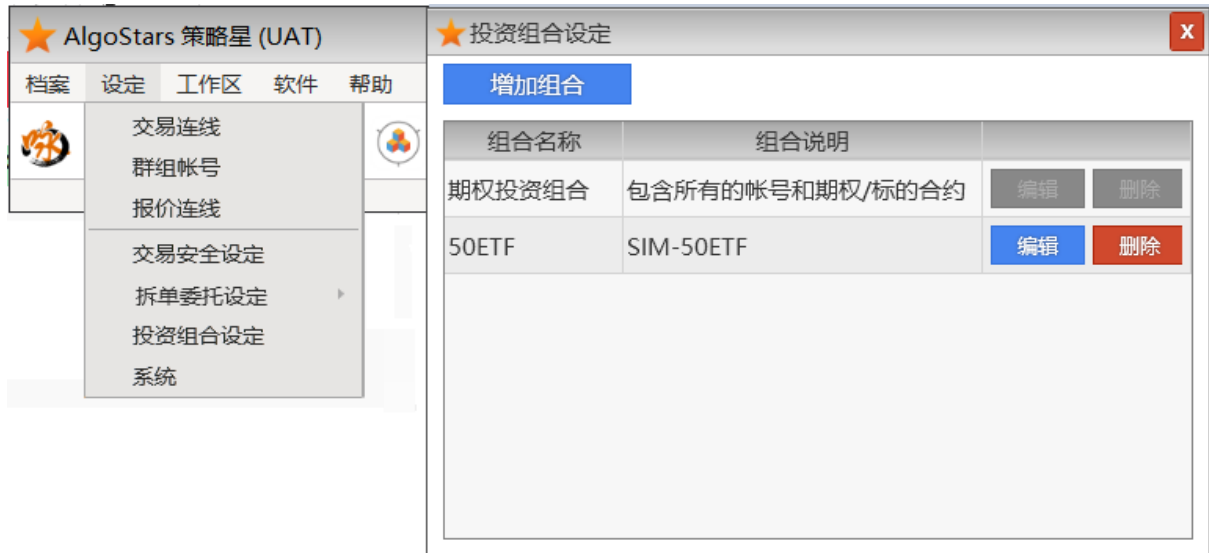 AlgoStars 策略星 (UAT)
档案 设定 工作区 软件 帮助
咏
交易连线
群组帐号
报价连线
交易安全设定
拆单委托设定
投资组合设定
系统
投资组合设定
X
增加组合
组合名称 组合说明
期权投资组合 包含所有的帐号和期权/标的合约 编辑 删除
50ETF SIM-50ETF 编辑 删除